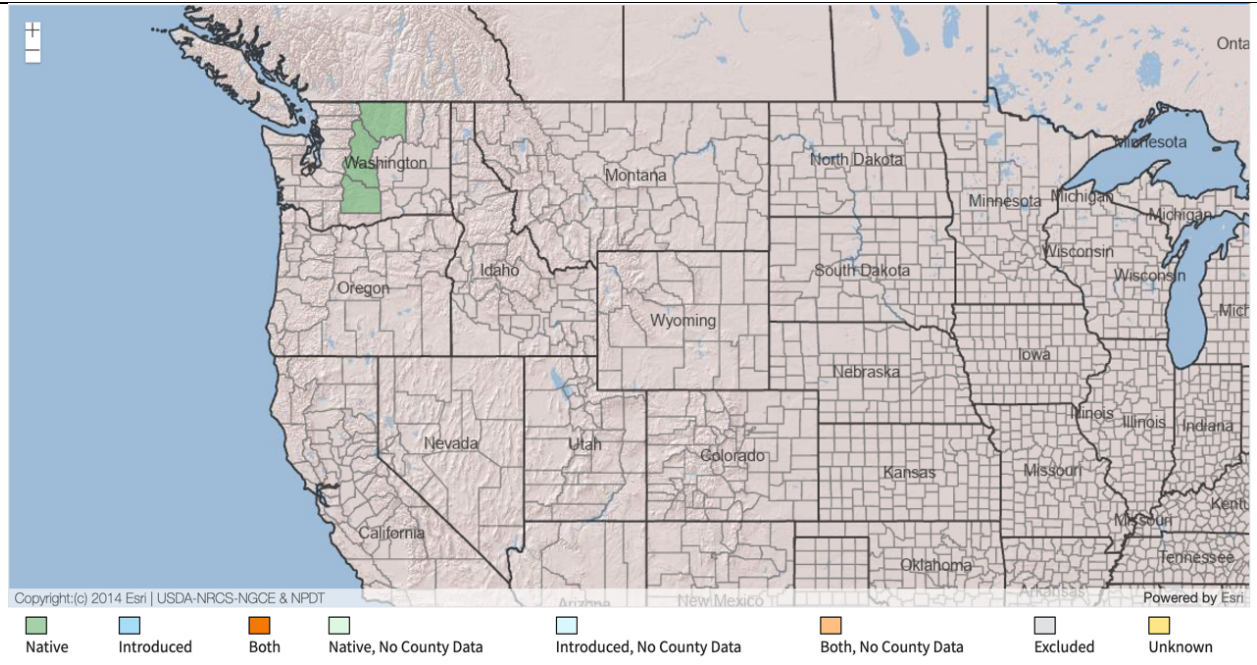 +
−
Onta
Minnesota
Washington
Montana
North Dakota
Minnesota
Michigan
Michigan
Wisconsin
Wisconsin
Idaho
South Dakota
Oregon
Wyoming
Mich
Iowa
Nebraska
Illinois
Illinois
Indiana
Nevada
Utah
Colorado
Kansas
Missouri
Kentu
Missouri
California
Tennessee
Oklahoma
Arizona
New Mexico
Arkansas
Copyright:(c) 2014 Esri | USDA-NRCS-NGCE & NPDT
Powered by Esri
Native
Introduced
Both
Native, No County Data
Introduced, No County Data
Both, No County Data
Excluded
Unknown